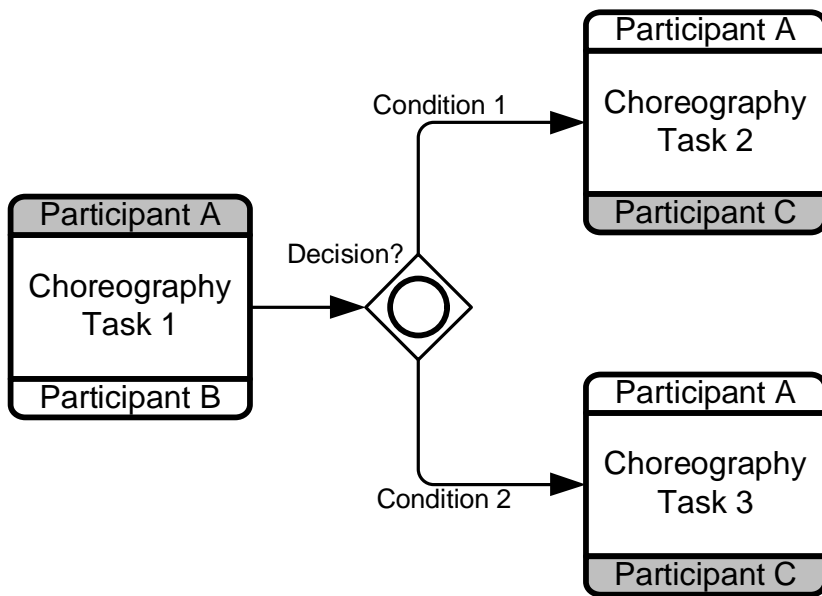 Participant A
Choreography
Task 1
Participant B
Decision?
Condition 1
Participant A
Choreography
Task 2
Participant C
Condition 2
Participant A
Choreography
Task 3
Participant C